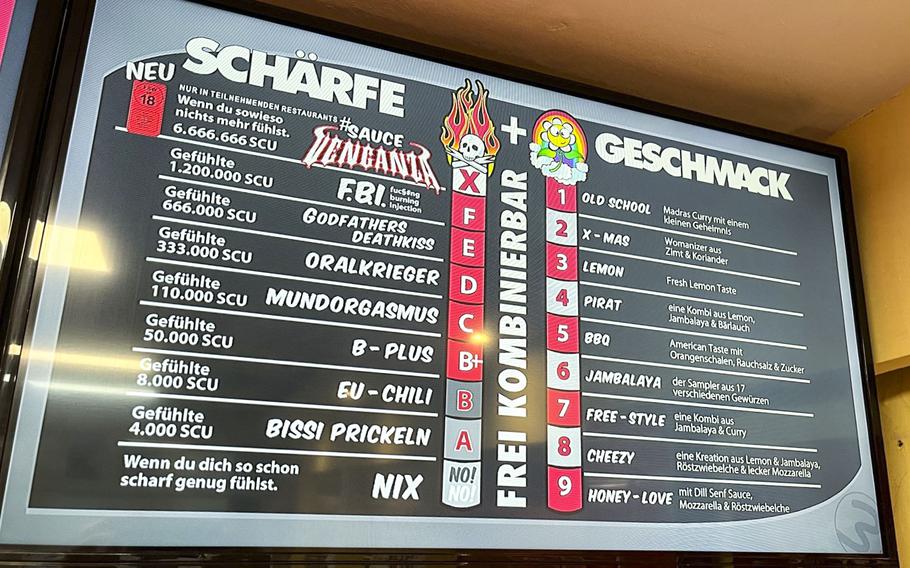 NEU
18
SCHÄRFE
NUR IN TEILNEHMENDEN RESTAURANTS
Wenn du sowieso
nichts mehr fühlst.
6.666.666 SCU
#SAUCE
VENGANZA
X
Gefühlte
1.200.000 SCU
F.B.I.
fuc$#ng
burning
Injection
F
Gefühlte
666.000 SCU
GODFATHERS
DEATHKISS
E
Gefühlte
333.000 SCU
ORALKRIEGER
D
Gefühlte
110.000 SCU
MUNDORGASMUS
C
Gefühlte
50.000 SCU
B-PLUS
B+
Gefühlte
8.000 SCU
EU-CHILI
B
Gefühlte
4.000 SCU
BISSI PRICKELN
A
Wenn du dich so schon
scharf genug fühlst.
NIX
NO!
NO!
+
FREI KOMBINIERBAR
GESCHMACK
1
OLD SCHOOL
Madras Curry mit einem
kleinen Geheimnis
2
X-MAS
Womanizer aus
Zimt & Koriander
3
LEMON
Fresh Lemon Taste
4
PIRAT
eine Kombi aus Lemon,
Jambalaya & Bärlauch
5
BBQ
American Taste mit
Orangenschalen, Rauchsalz & Zucker
6
JAMBALAYA
der Sampler aus 17
verschiedenen Gewürzen
7
FREE-STYLE
eine Kombi aus
Jambalaya & Curry
8
CHEEZY
eine Kreation aus Lemon & Jambalaya,
Röstzwiebelche & lecker Mozzarella
9
HONEY-LOVE
mit Dill Senf Sauce,
Mozzarella & Röstzwiebelche